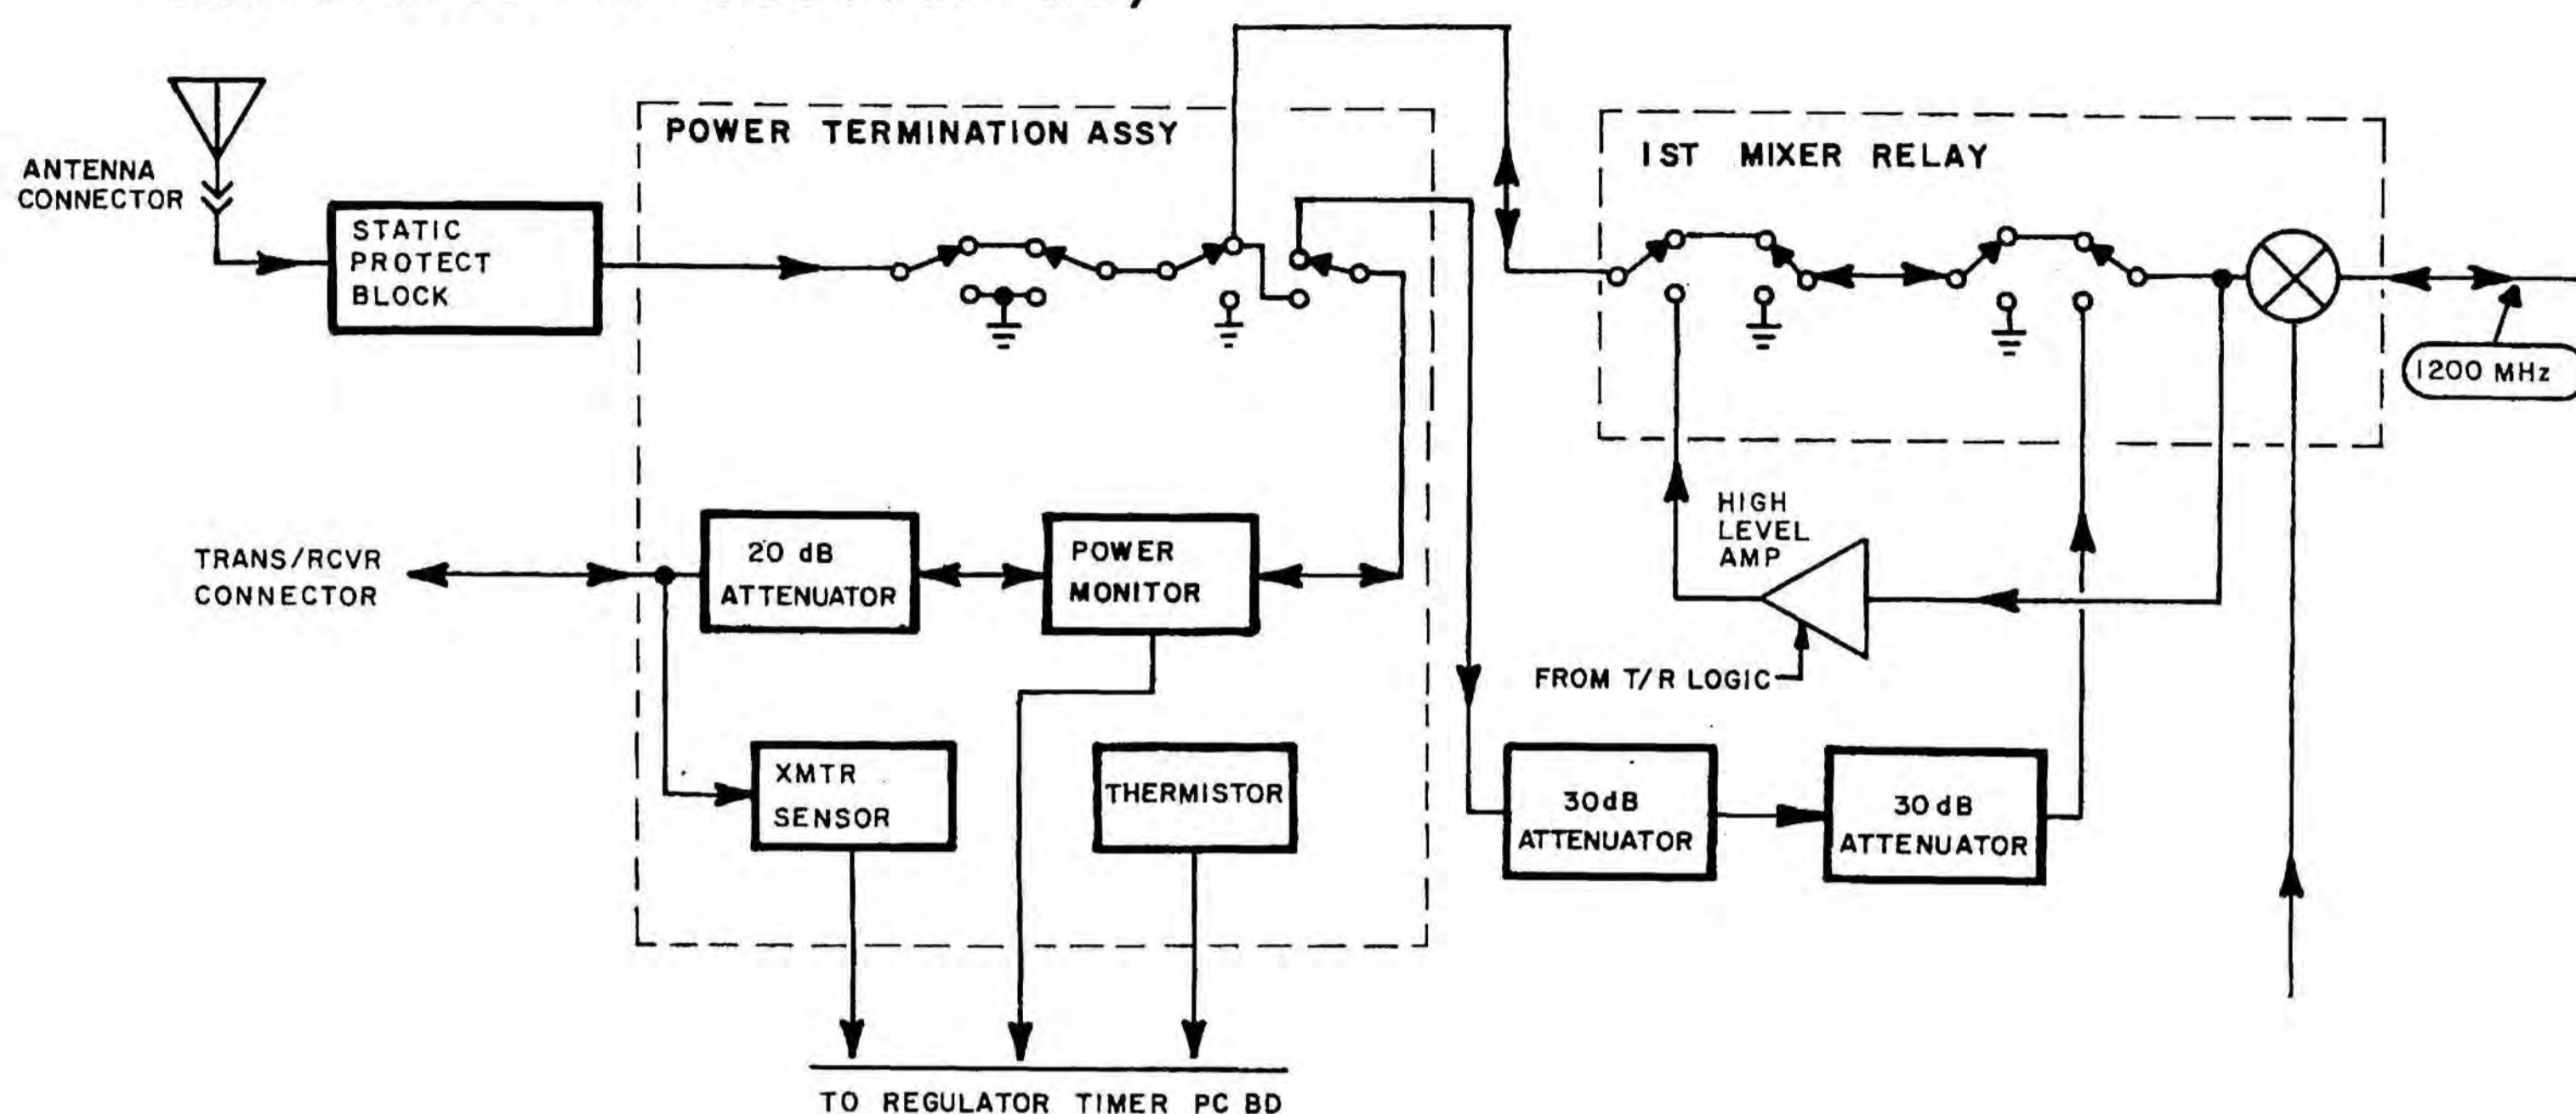 ANTENNA
CONNECTOR
STATIC
PROTECT
BLOCK
POWER TERMINATION ASSY
1ST MIXER RELAY
1200 MHz
TRANS/RCVR
CONNECTOR
20 dB
ATTENUATOR
POWER
MONITOR
HIGH
LEVEL
AMP
FROM T/R LOGIC
XMTR
SENSOR
THERMISTOR
30dB
ATTENUATOR
30 dB
ATTENUATOR
TO REGULATOR TIMER PC BD